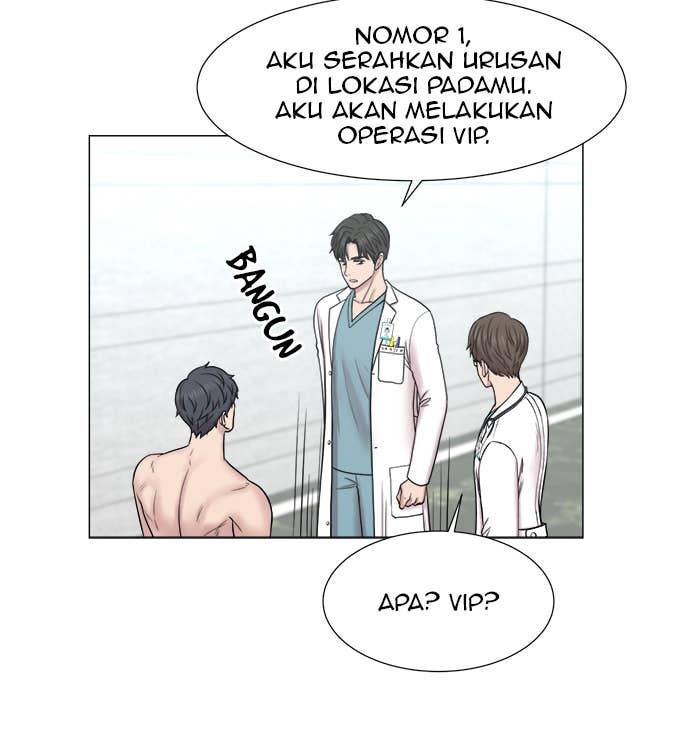 NOMOR 1,
AKU SERAHKAN URUSAN
DI LOKASI PADAMU.
AKU AKAN MELAKUKAN
OPERASI VIP.
BANGUN
APA? VIP?